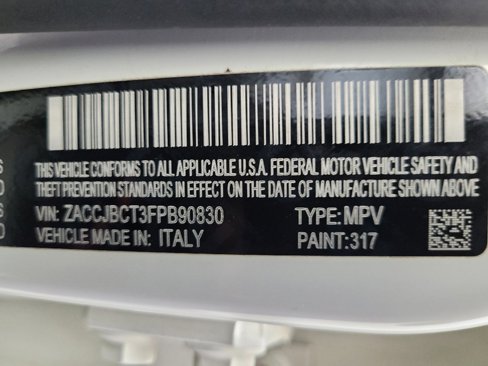 THIS VEHICLE CONFORMS TO ALL APPLICABLE U.S.A. FEDERAL MOTOR VEHICLE SAFETY AND
THEFT PREVENTION STANDARDS IN EFFECT ON THE DATE OF MANUFACTURE SHOWN ABOVE
VIN: ZACCJBCT3FPB90830 TYPE: MPV
VEHICLE MADE IN: ITALY PAINT:317